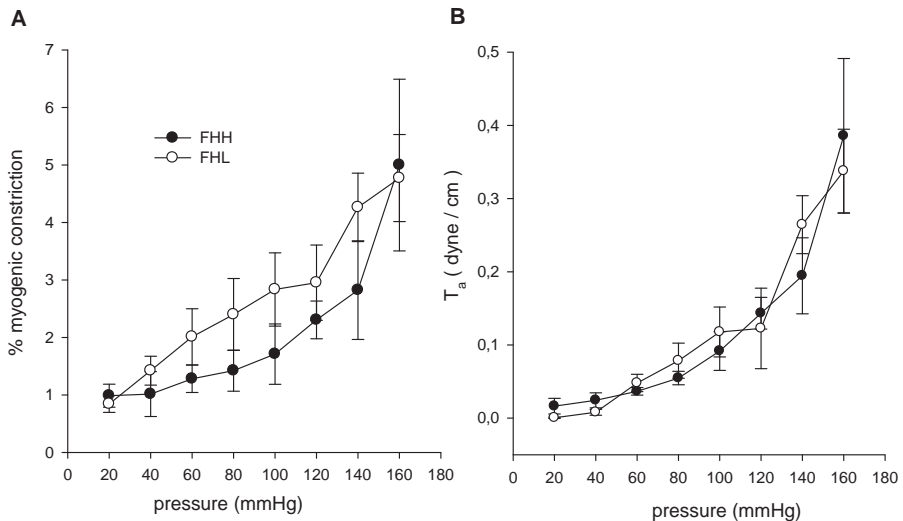 A
7
6
5
4
3
2
1
0
% myogenic constriction
FHH
FHL
0 20 40 60 80 100 120 140 160 180
pressure (mmHg)
B
0,5
0,4
0,3
0,2
0,1
0,0
Ta ( dyne / cm )
0 20 40 60 80 100 120 140 160 180
pressure (mmHg)